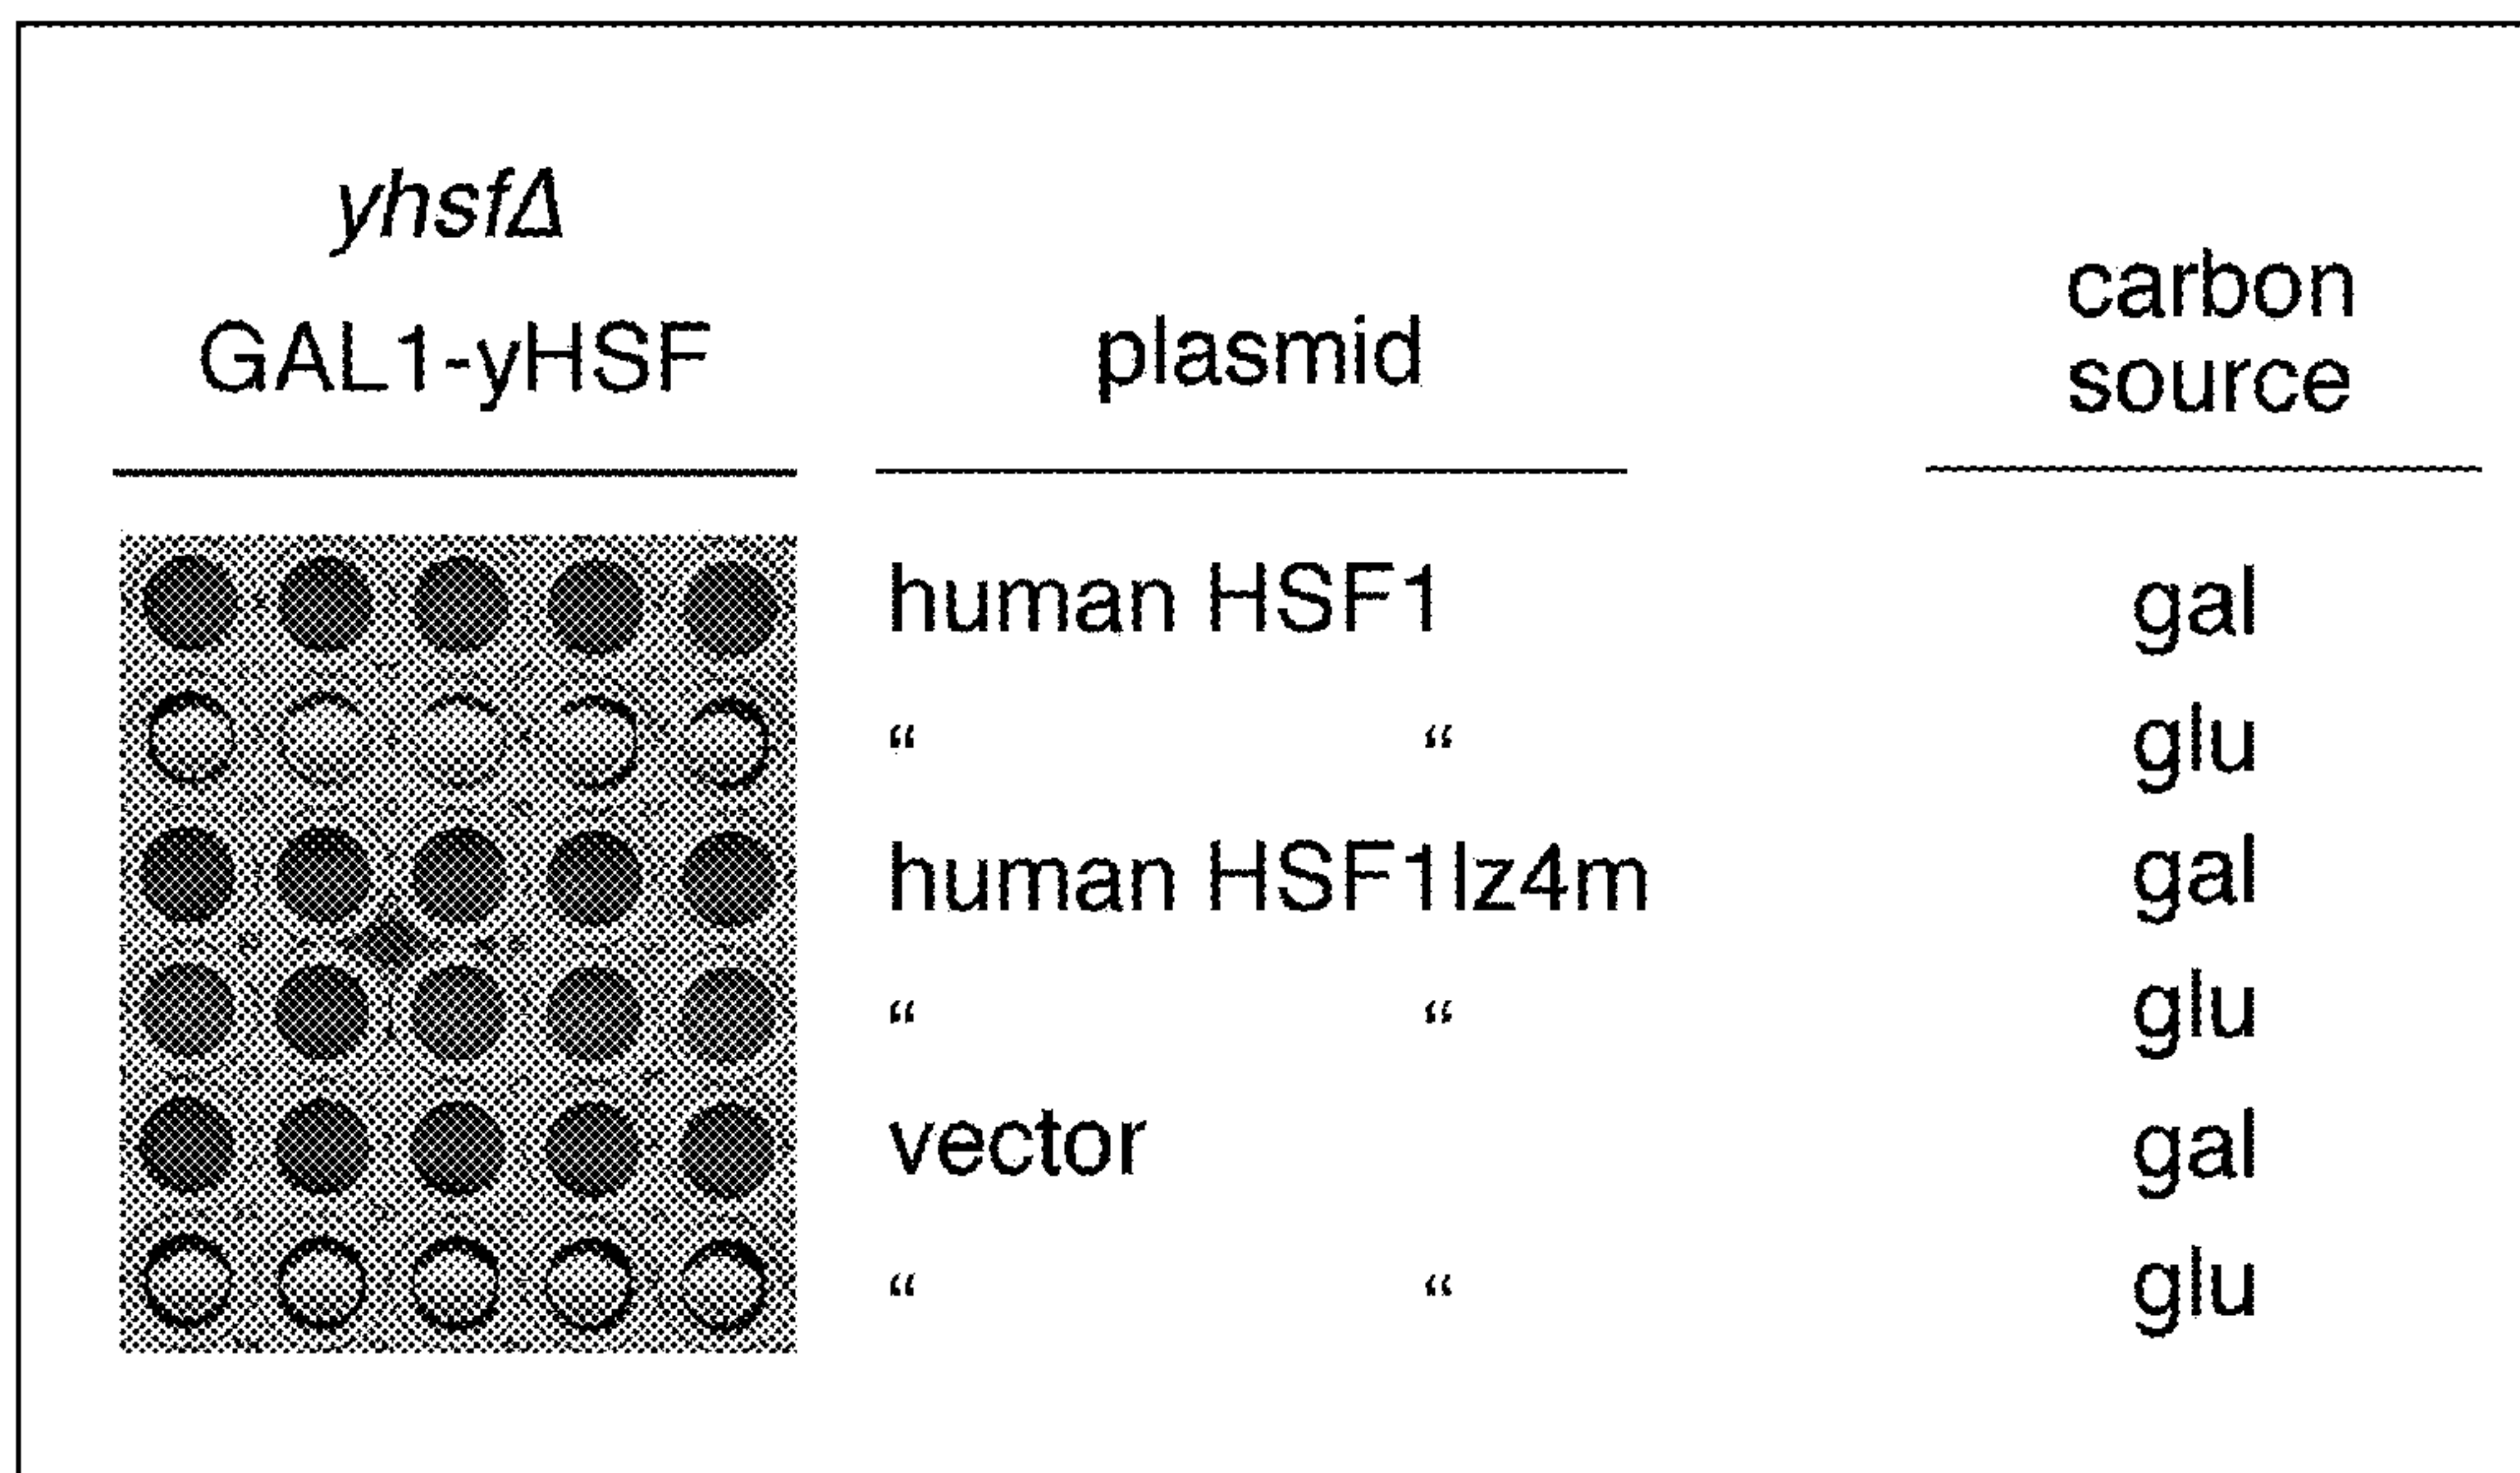 yhsfΔ
GAL1-yHSF
plasmid
carbon
source
human HSF1 gal
“ “ glu
human HSF1lz4m gal
“ “ glu
vector gal
“ “ glu